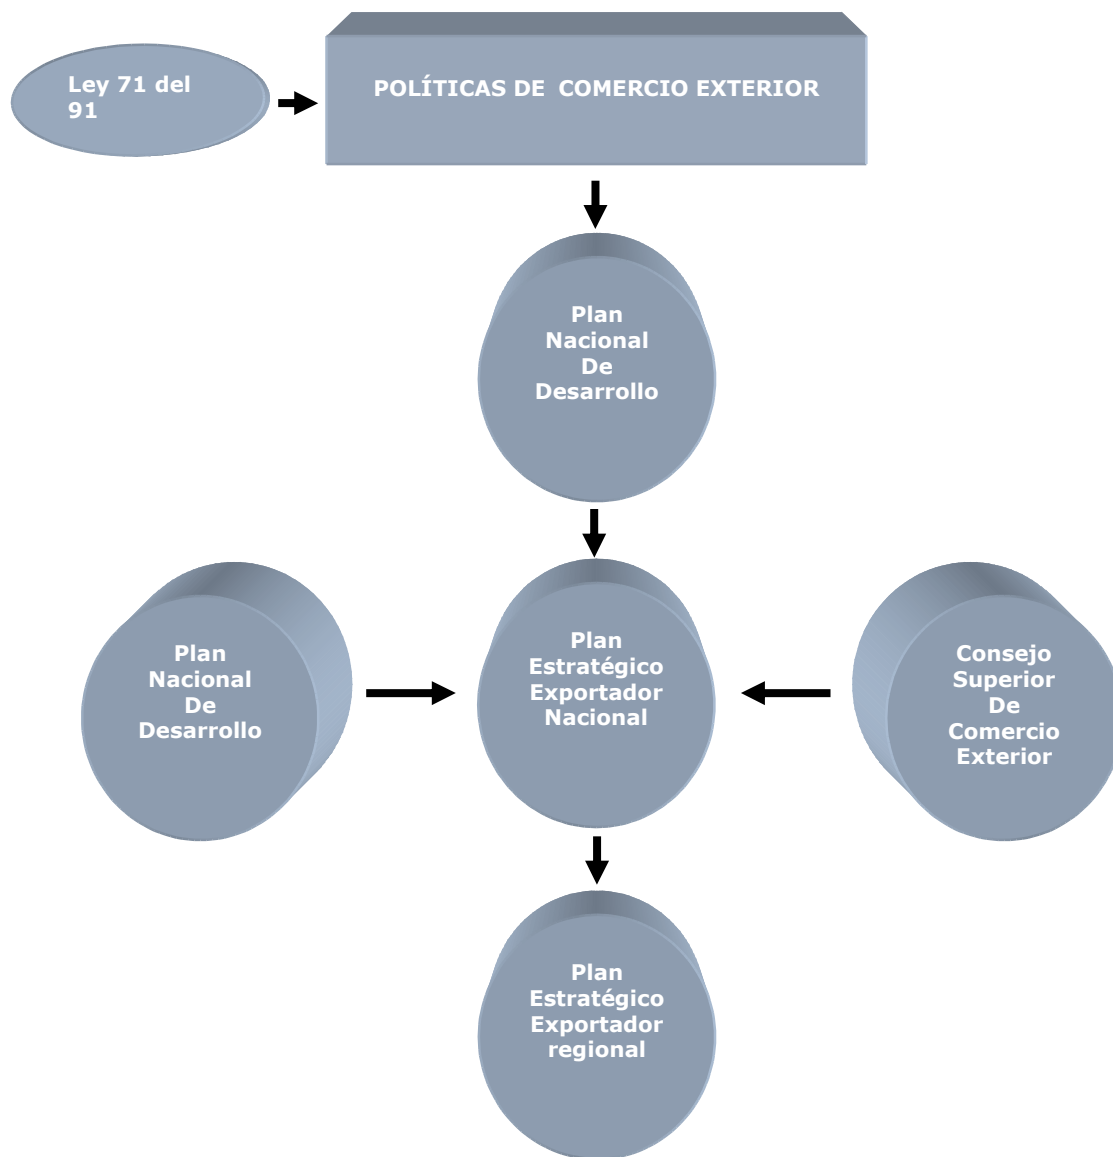 Ley 71 del
91
POLÍTICAS DE  COMERCIO EXTERIOR
Plan
Nacional
De
Desarrollo
Plan
Nacional
De
Desarrollo
Plan
Estratégico
Exportador
Nacional
Consejo
Superior
De
Comercio
Exterior
Plan
Estratégico
Exportador
regional